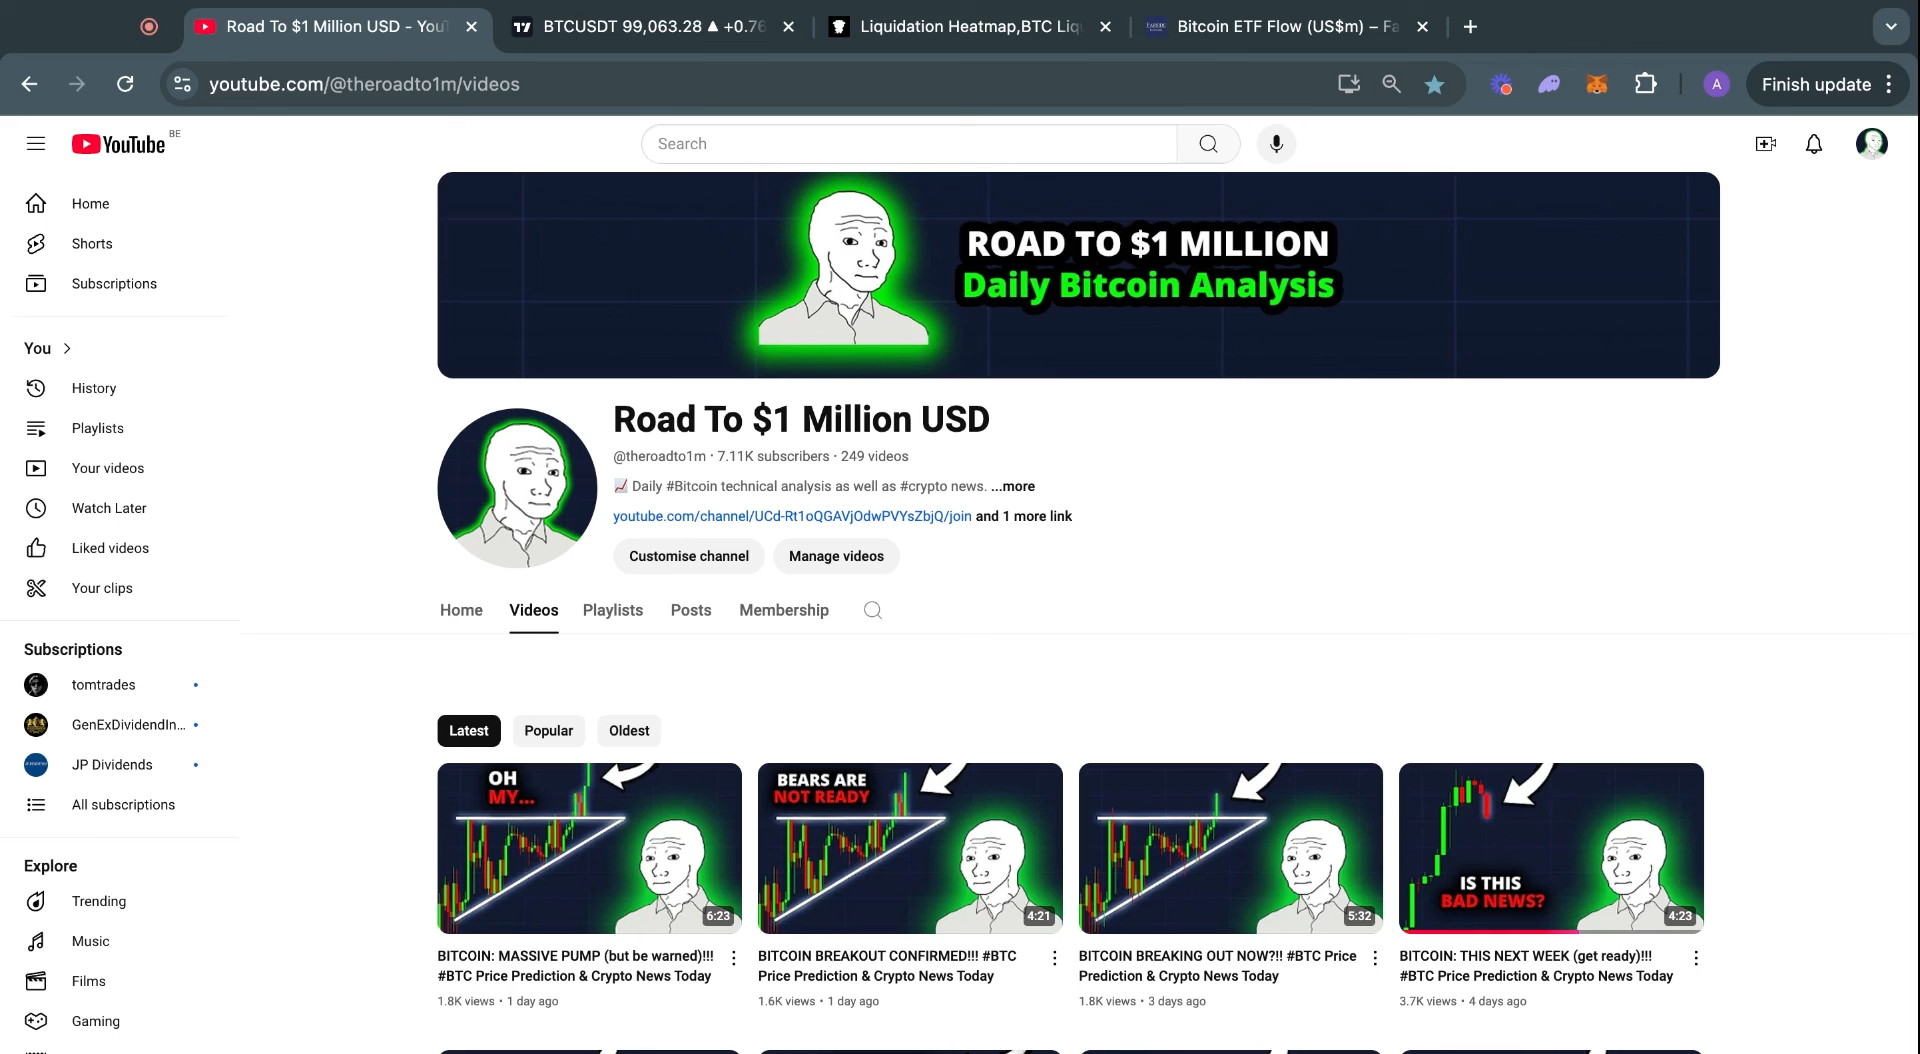 Road To $1 Million USD - You
BTCUSDT 99,063.28 ▲ +0.76
Liquidation Heatmap,BTC Liq
Bitcoin ETF Flow (US$m) – Fa
youtube.com/@theroadto1m/videos
A
Finish update
YouTube BE
Search
Home
Shorts
Subscriptions
You
History
Playlists
Your videos
Watch Later
Liked videos
Your clips
Subscriptions
tomtrades
GenExDividendIn...
JP Dividends
All subscriptions
Explore
Trending
Music
Films
Gaming
ROAD TO $1 MILLION
Daily Bitcoin Analysis
Road To $1 Million USD
@theroadto1m · 7.11K subscribers · 249 videos
Daily #Bitcoin technical analysis as well as #crypto news. ...more
youtube.com/channel/UCd-Rt1oQGAVjOdwPVYsZbjQ/join and 1 more link
Customise channel
Manage videos
Home
Videos
Playlists
Posts
Membership
Latest
Popular
Oldest
OH
MY...
6:23
BITCOIN: MASSIVE PUMP (but be warned)!!!
#BTC Price Prediction & Crypto News Today
1.8K views · 1 day ago
BEARS ARE
NOT READY
4:21
BITCOIN BREAKOUT CONFIRMED!!! #BTC
Price Prediction & Crypto News Today
1.6K views · 1 day ago
5:32
BITCOIN BREAKING OUT NOW?!! #BTC Price
Prediction & Crypto News Today
1.8K views · 3 days ago
IS THIS
BAD NEWS?
4:23
BITCOIN: THIS NEXT WEEK (get ready)!!!
#BTC Price Prediction & Crypto News Today
3.7K views · 4 days ago